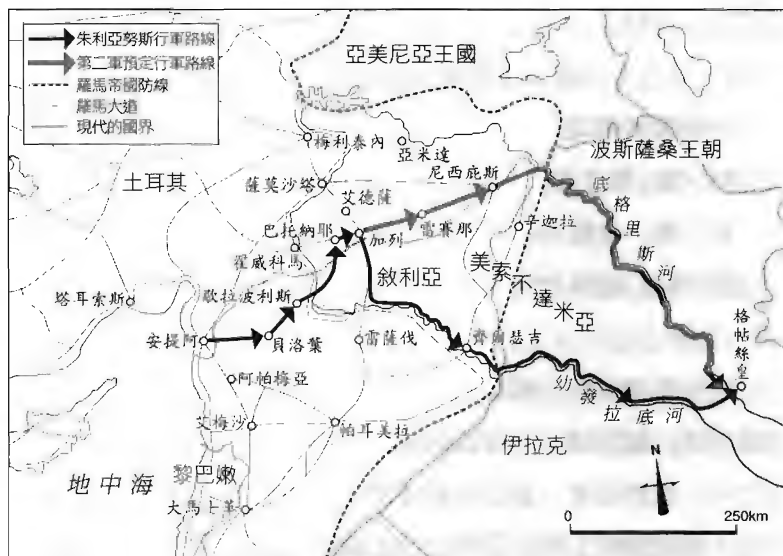 朱利亞努斯行軍路線
第二軍預定行軍路線
羅馬帝國防線
羅馬大道
現代的國界
亞美尼亞王國
波斯薩桑王朝
梅利泰內
亞米達
土耳其
薩莫沙塔
艾德薩
尼西庇斯
底格里斯河
巴托納耶
加列
雷賽那
辛迦拉
霍威科馬
敘利亞
美索不達米亞
塔耳索斯
歐拉波利斯
安提阿
貝洛葉
雷薩伐
齊爾瑟吉
格帖絲皇
阿帕梅亞
幼發拉底河
艾梅沙
帕耳美拉
伊拉克
地中海
黎巴嫩
大馬士革
N
0
250km